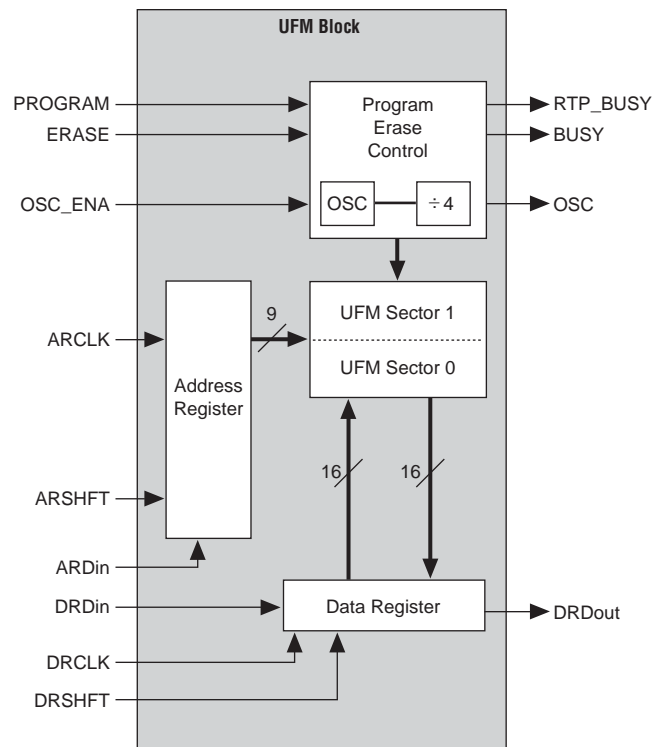 UFM Block
PROGRAM
ERASE
OSC_ENA
Program
Erase
Control
OSC
÷ 4
RTP_BUSY
BUSY
OSC
ARCLK
ARSHFT
ARDin
Address
Register
9
UFM Sector 1
UFM Sector 0
16
16
DRDin
DRCLK
DRSHFT
Data Register
DRDout